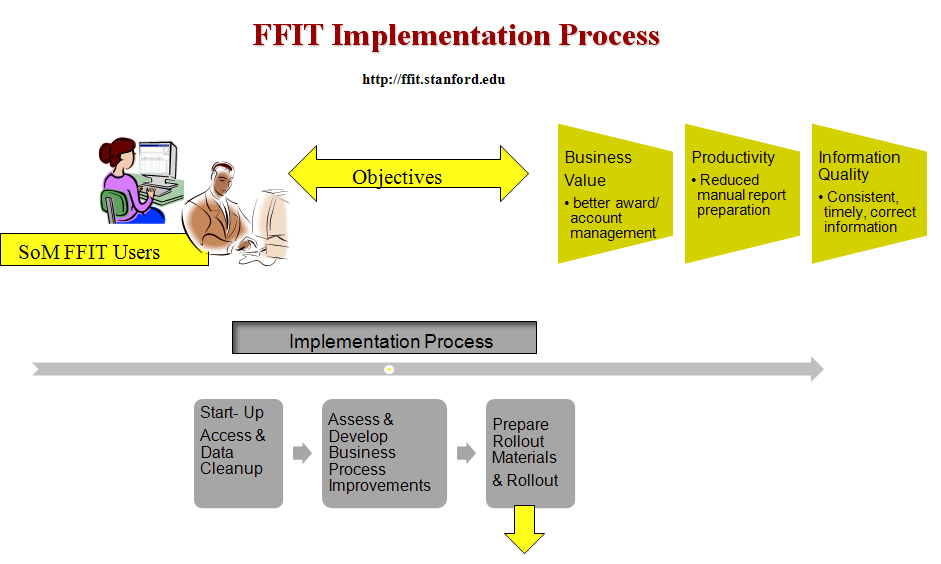 FFIT Implementation Process
http://ffit.stanford.edu
Objectives
SoM FFIT Users
Business
Value
• better award/
account
management
Productivity
• Reduced
manual report
preparation
Information
Quality
• Consistent,
timely, correct
information
Implementation Process
Start- Up
Access &
Data
Cleanup
Assess &
Develop
Business
Process
Improvements
Prepare
Rollout
Materials
& Rollout